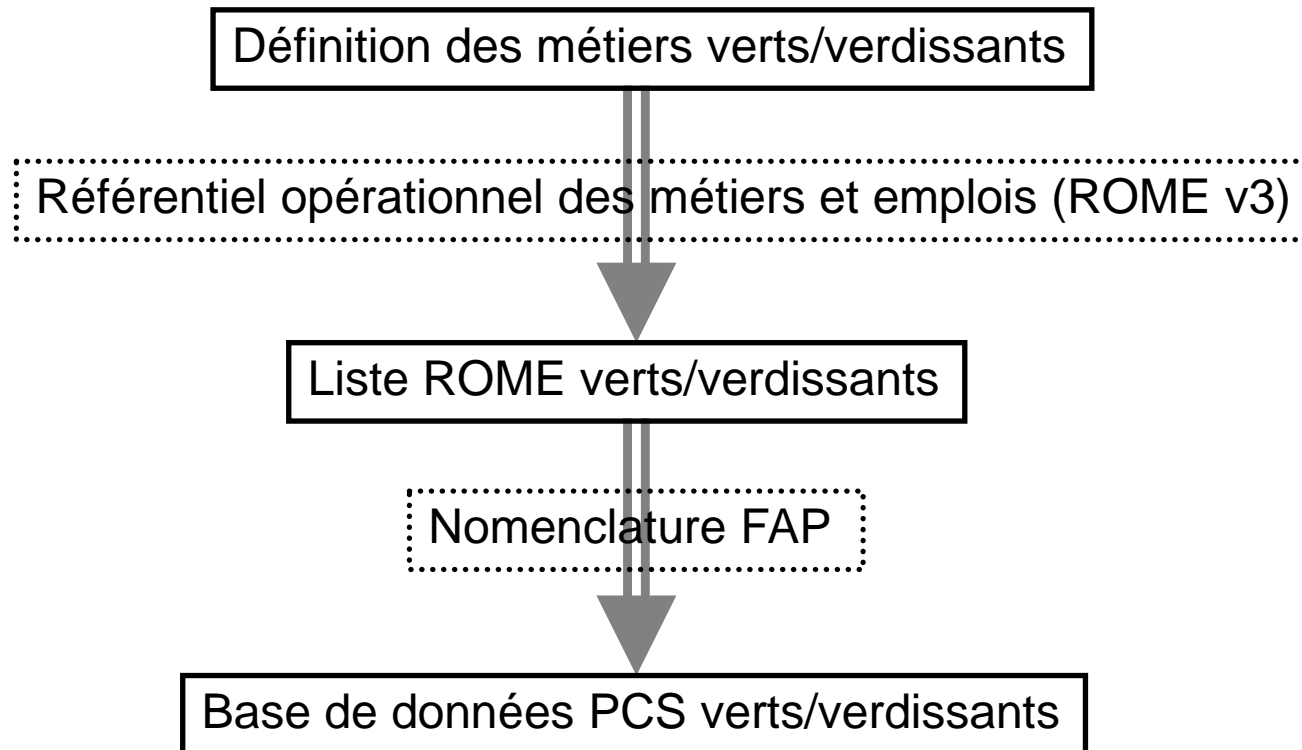 Définition des métiers verts/verdissants
Référentiel opérationnel des métiers et emplois (ROME v3)
Liste ROME verts/verdissants
Nomenclature FAP
Base de données PCS verts/verdissants